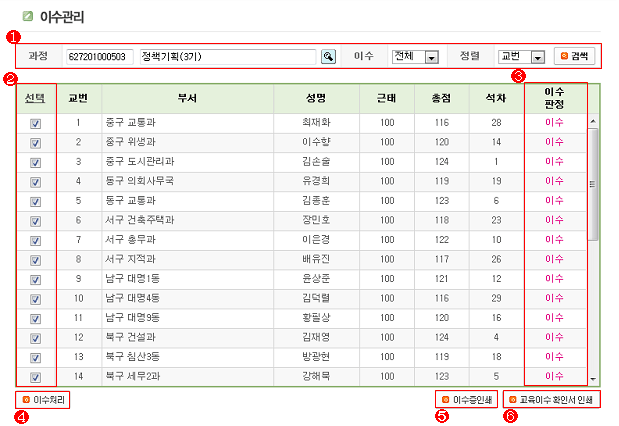 이수관리
1
과정 627201000503 정책기획(3기) 이수 전체 정렬 교번 검색
2 3
선택 교번 부서 성명 근태 총점 석차 이수 판정
1 중구 교통과 최재화 100 116 28 이수
2 중구 위생과 이수향 100 120 14 이수
3 중구 도시관리과 김손술 100 124 1 이수
4 동구 의회사무국 유경희 100 119 19 이수
5 동구 교통과 김종훈 100 123 6 이수
6 서구 건축주택과 장민호 100 118 23 이수
7 서구 총무과 이은경 100 122 10 이수
8 서구 지적과 배유진 100 117 26 이수
9 남구 대명1동 윤상준 100 121 12 이수
10 남구 대명4동 김덕렬 100 116 29 이수
11 남구 대명9동 황필상 100 120 16 이수
12 북구 건설과 김재영 100 124 4 이수
13 북구 침산3동 방광현 100 119 18 이수
14 북구 세무2과 강해목 100 123 5 이수
이수처리 이수증인쇄 교육이수 확인서 인쇄
4 5 6